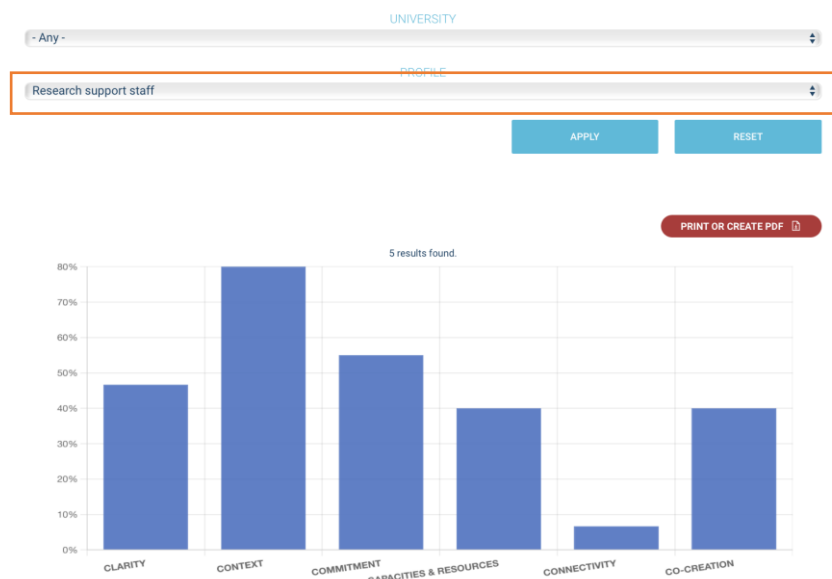 UNIVERSITY
- Any -
PROFILE
Research support staff
APPLY RESET
PRINT OR CREATE PDF
5 results found.
80%
70%
60%
50%
40%
30%
20%
10%
0%
CLARITY CONTEXT COMMITMENT CAPACITIES & RESOURCES CONNECTIVITY CO-CREATION